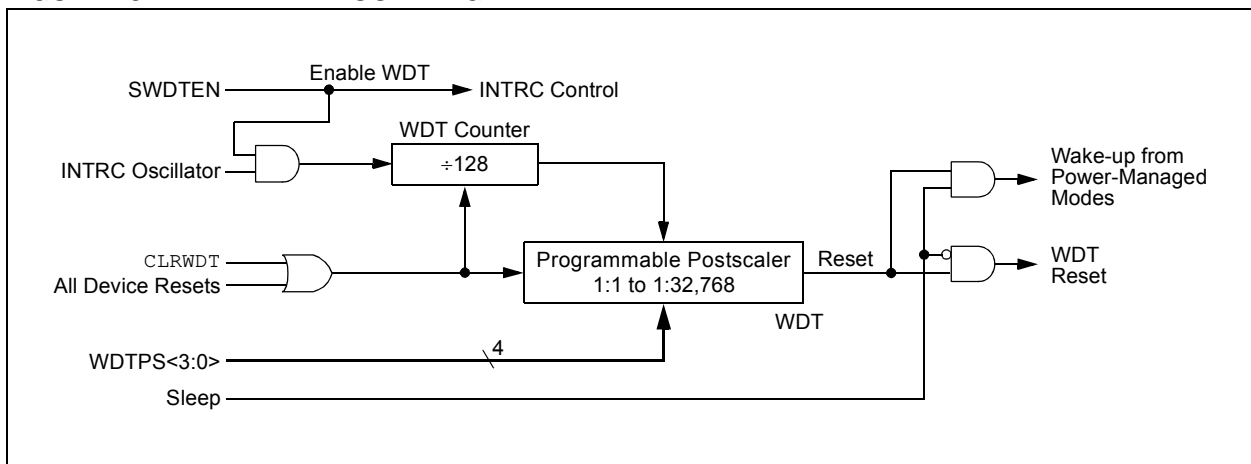 Enable WDT
SWDTEN
INTRC Control
WDT Counter
÷128
INTRC Oscillator
Wake-up from
Power-Managed
Modes
CLRWDT
All Device Resets
Programmable Postscaler
1:1 to 1:32,768
Reset
WDT
Reset
WDT
4
WDTPS<3:0>
Sleep